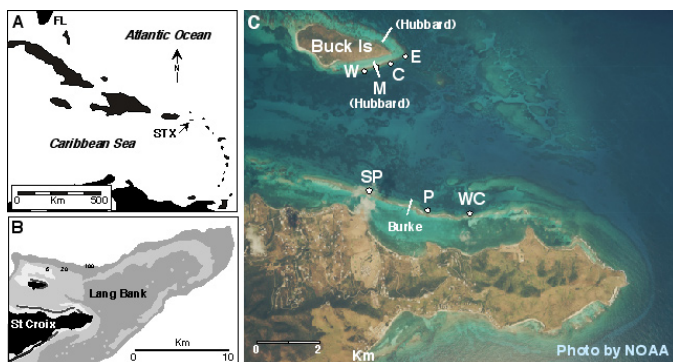 A
FL
Atlantic Ocean
N
STX
Caribbean Sea
0 Km 500
B
5 20 100
Lang Bank
St Croix
Km
0 10
C
(Hubbard)
Buck Is
E
W C
M
(Hubbard)
SP
P WC
Burke
0 2
Km
Photo by NOAA